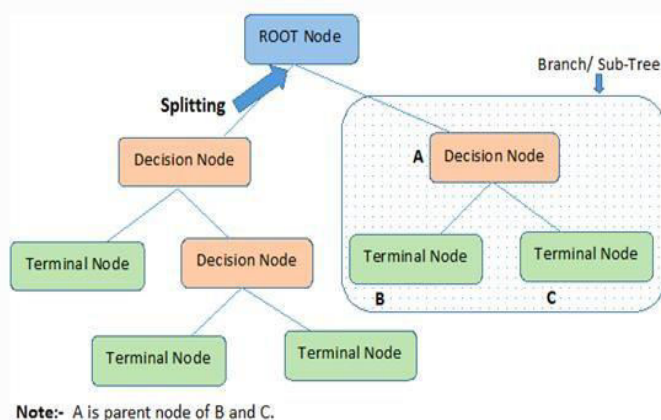 ROOT Node
Branch/ Sub-Tree
Splitting
Decision Node
A
Decision Node
Terminal Node
Decision Node
Terminal Node
Terminal Node
B
C
Terminal Node
Terminal Node
Note:- A is parent node of B and C.